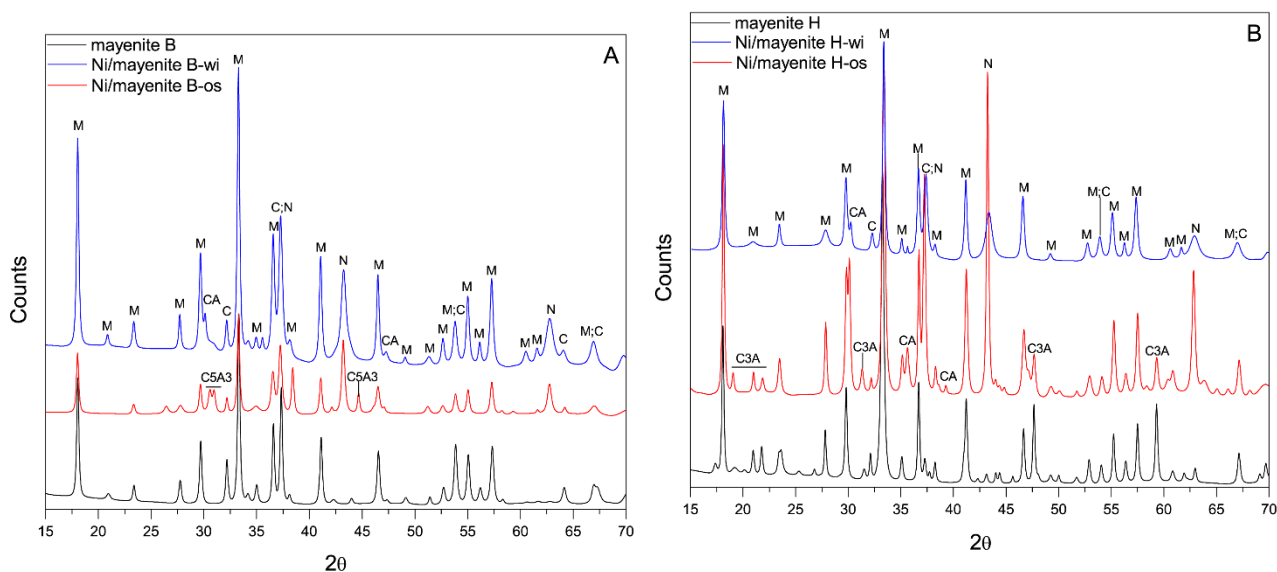 A
mayenite B
Ni/mayenite B-wi
Ni/mayenite B-os
Counts
M M M M M CA C M M M M C;N M M N M CA M M M M;C M M M M M N C M;C
C5A3 C5A3
15 20 25 30 35 40 45 50 55 60 65 70
2θ
B
mayenite H
Ni/mayenite H-wi
Ni/mayenite H-os
Counts
M M M M M CA C M M M C;N M M N M M M M;C M M M M M N M;C
C3A C3A CA CA C3A C3A
15 20 25 30 35 40 45 50 55 60 65 70
2θ